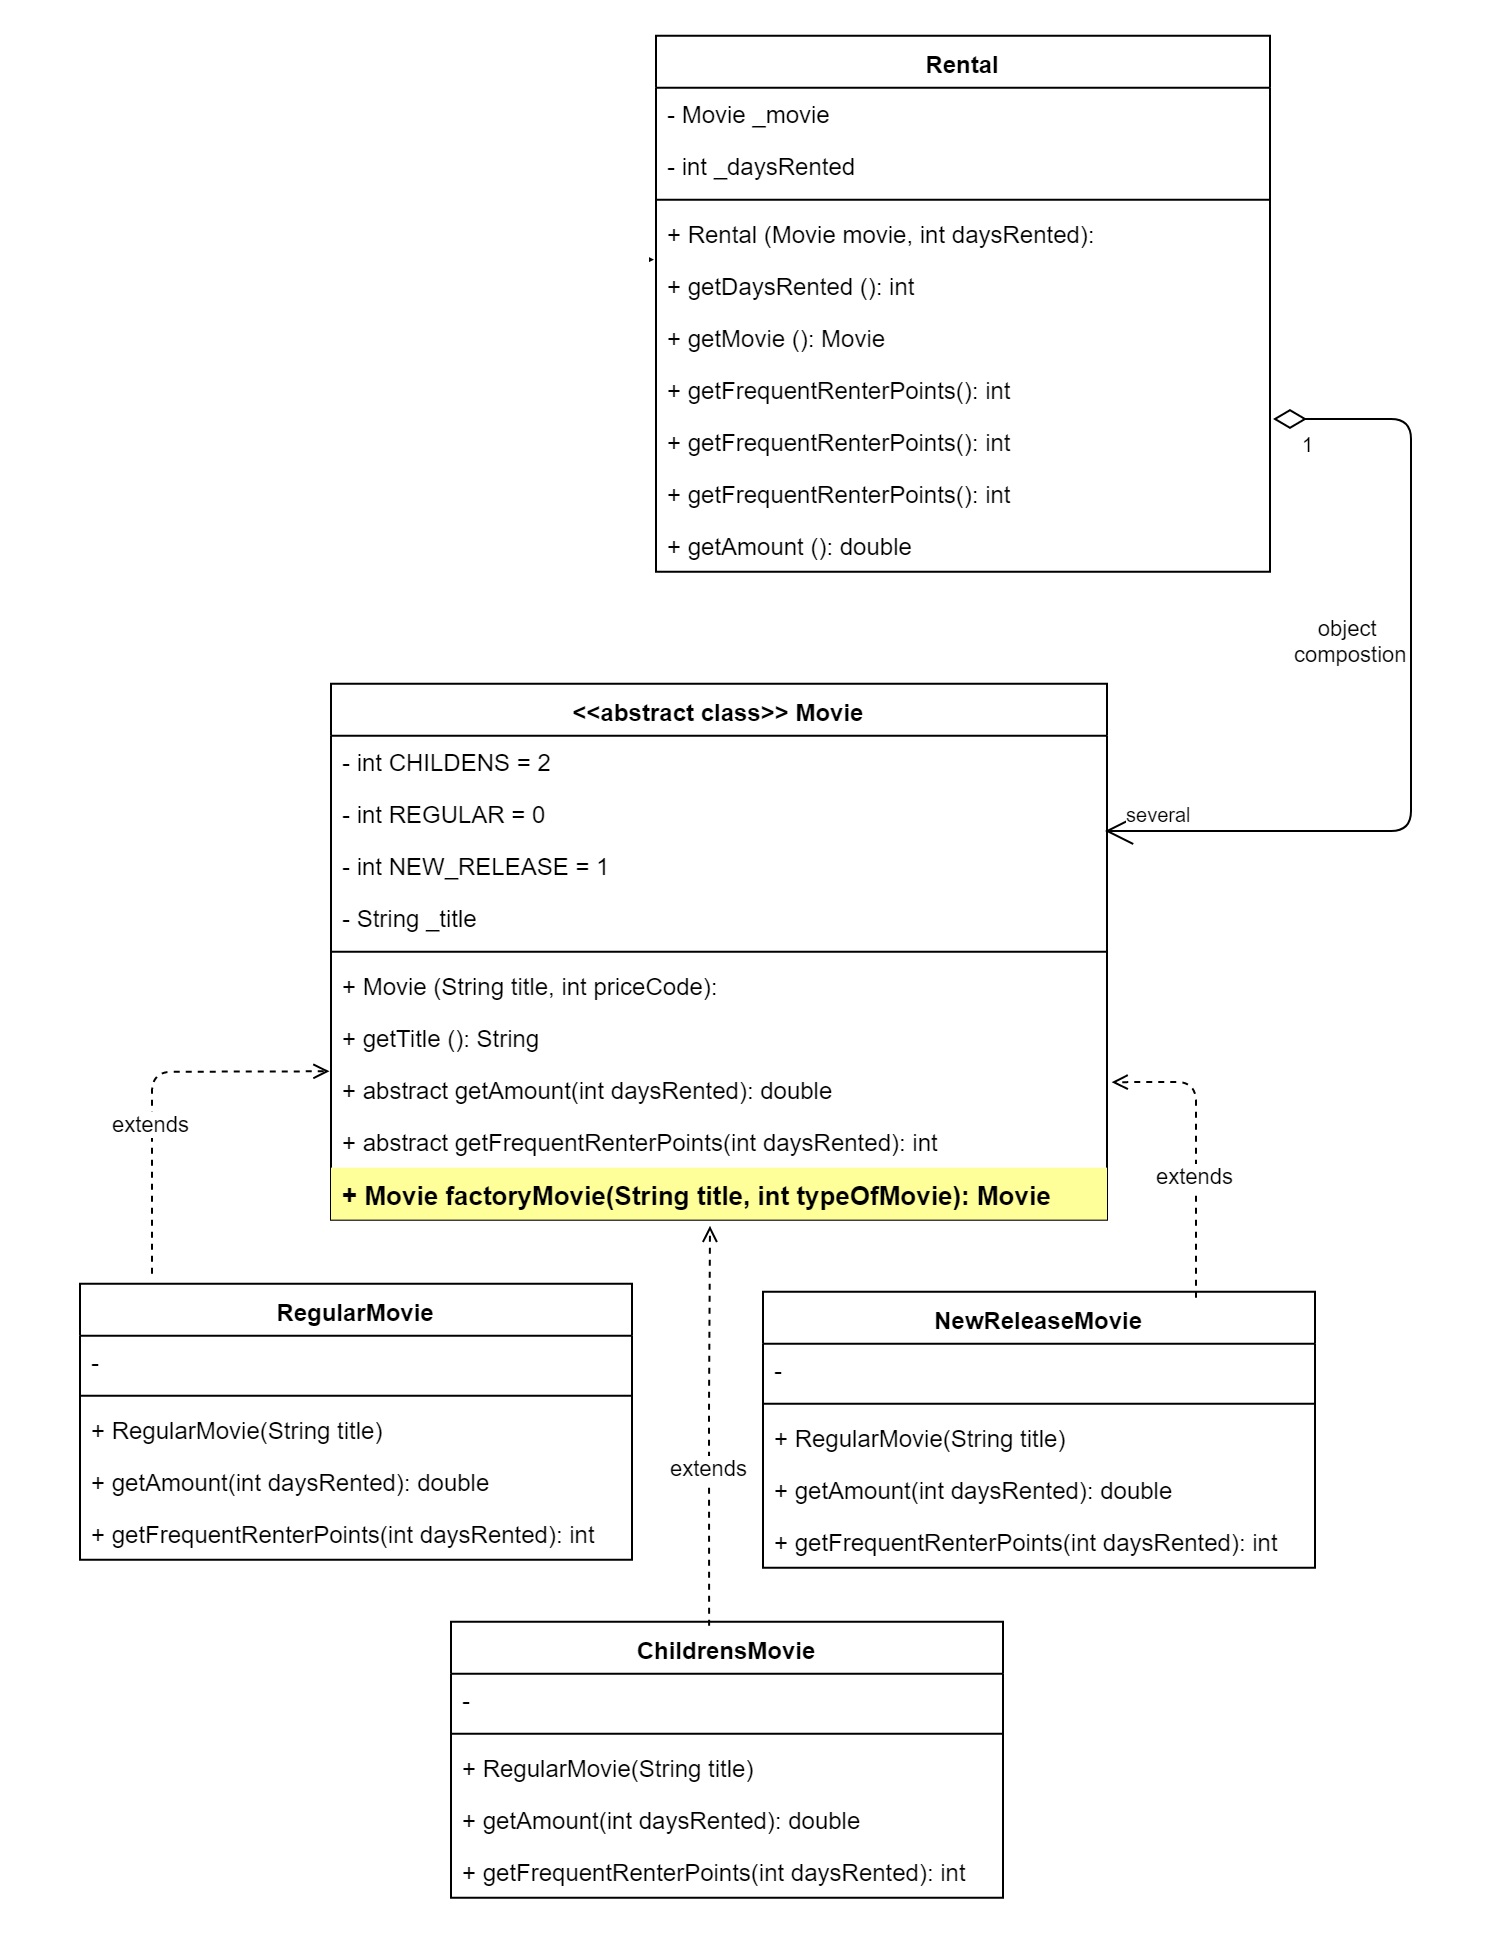 Rental
- Movie _movie
- int _daysRented
+ Rental (Movie movie, int daysRented):
+ getDaysRented (): int
+ getMovie (): Movie
+ getFrequentRenterPoints(): int
+ getFrequentRenterPoints(): int
+ getFrequentRenterPoints(): int
+ getAmount (): double
1
object
compostion
several
<<abstract class>> Movie
- int CHILDENS = 2
- int REGULAR = 0
- int NEW_RELEASE = 1
- String _title
+ Movie (String title, int priceCode):
+ getTitle (): String
+ abstract getAmount(int daysRented): double
+ abstract getFrequentRenterPoints(int daysRented): int
+ Movie factoryMovie(String title, int typeOfMovie): Movie
extends
extends
extends
RegularMovie
-
+ RegularMovie(String title)
+ getAmount(int daysRented): double
+ getFrequentRenterPoints(int daysRented): int
NewReleaseMovie
-
+ RegularMovie(String title)
+ getAmount(int daysRented): double
+ getFrequentRenterPoints(int daysRented): int
ChildrensMovie
-
+ RegularMovie(String title)
+ getAmount(int daysRented): double
+ getFrequentRenterPoints(int daysRented): int